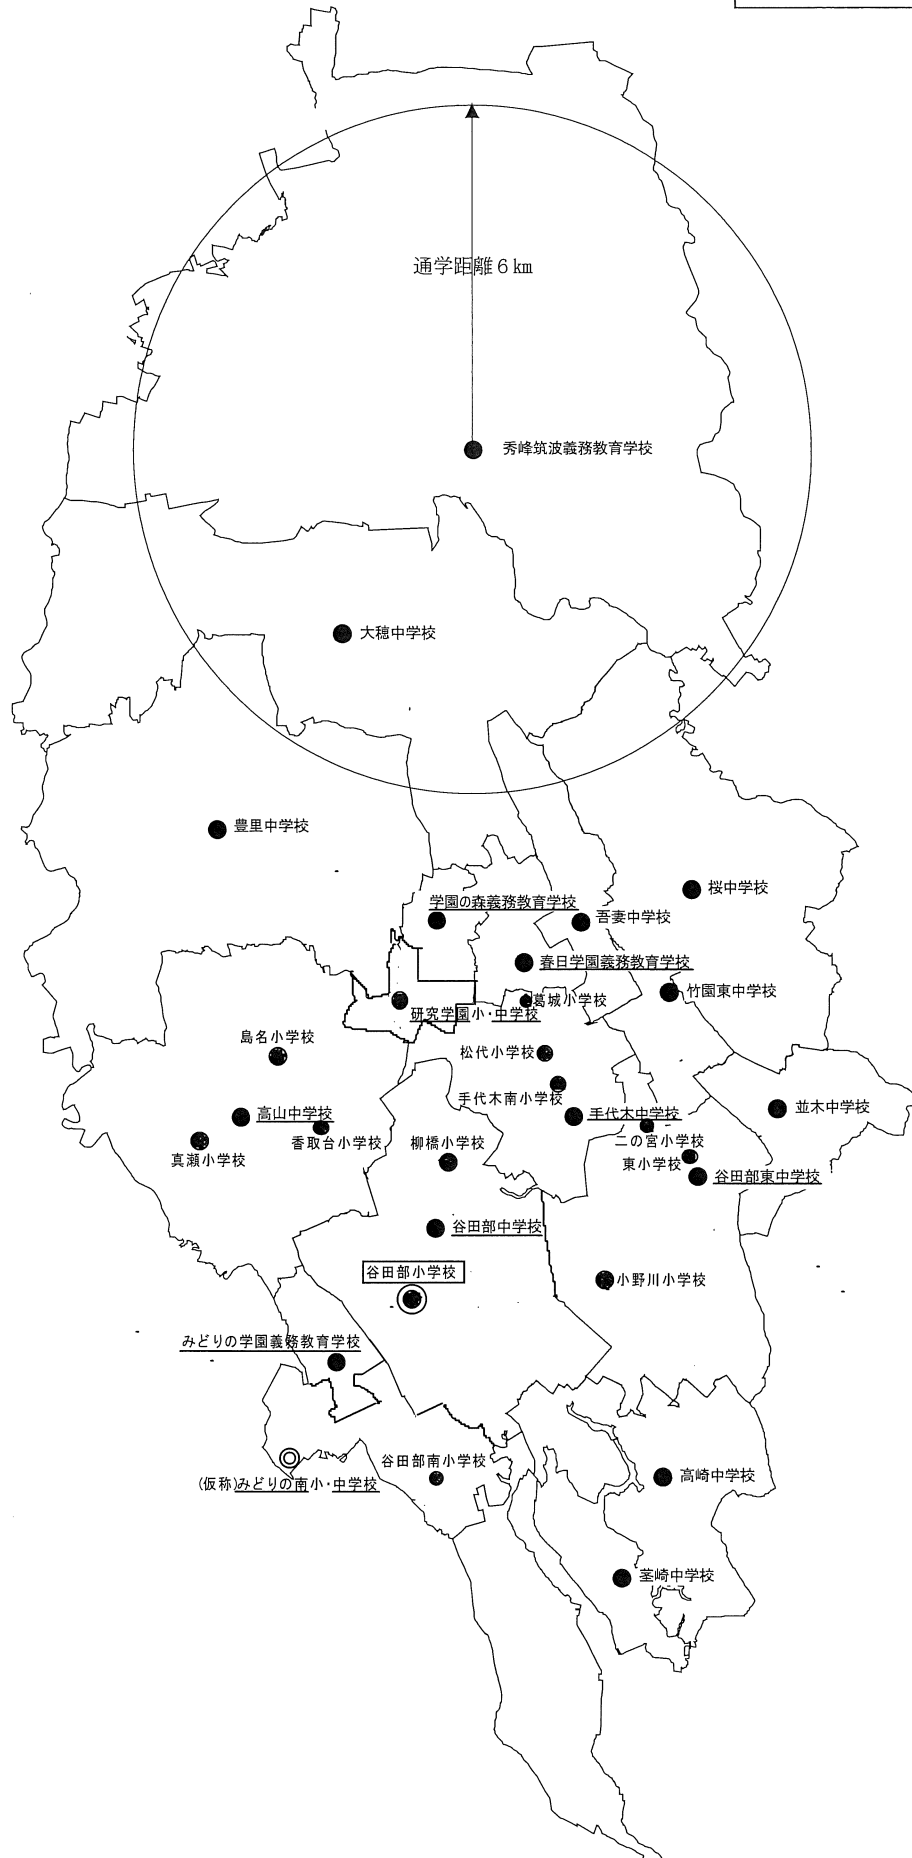 通学距離6km
秀峰筑波義務教育学校
大穂中学校
豊里中学校
桜中学校
学園の森義務教育学校
吾妻中学校
春日学園義務教育学校
竹園東中学校
葛城小学校
研究学園小・中学校
島名小学校
松代小学校
手代木南小学校
高山中学校
手代木中学校
並木中学校
香取台小学校
柳橋小学校
二の宮小学校
真瀬小学校
東小学校
谷田部東中学校
谷田部中学校
谷田部小学校
小野川小学校
みどりの学園義務教育学校
谷田部南小学校
高崎中学校
(仮称)みどりの南小・中学校
茎崎中学校